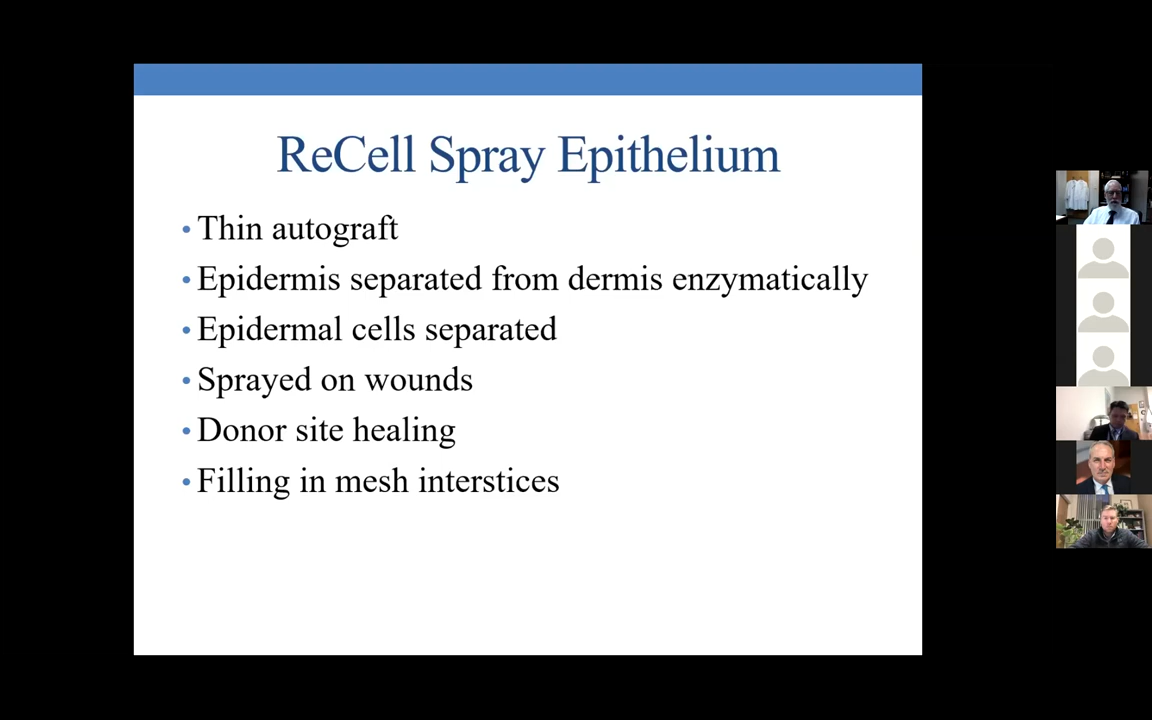 ReCell Spray Epithelium
• Thin autograft
• Epidermis separated from dermis enzymatically
• Epidermal cells separated
• Sprayed on wounds
• Donor site healing
• Filling in mesh interstices